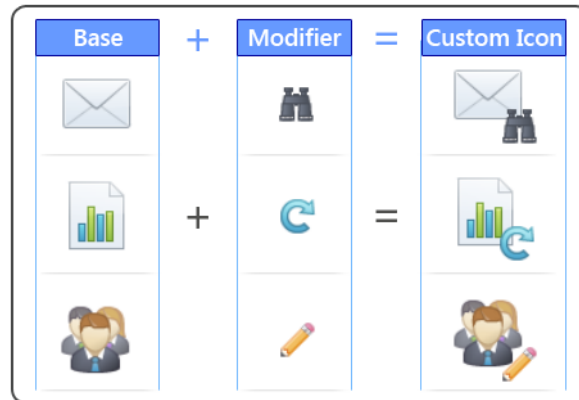 Base + Modifier = Custom Icon
+ =